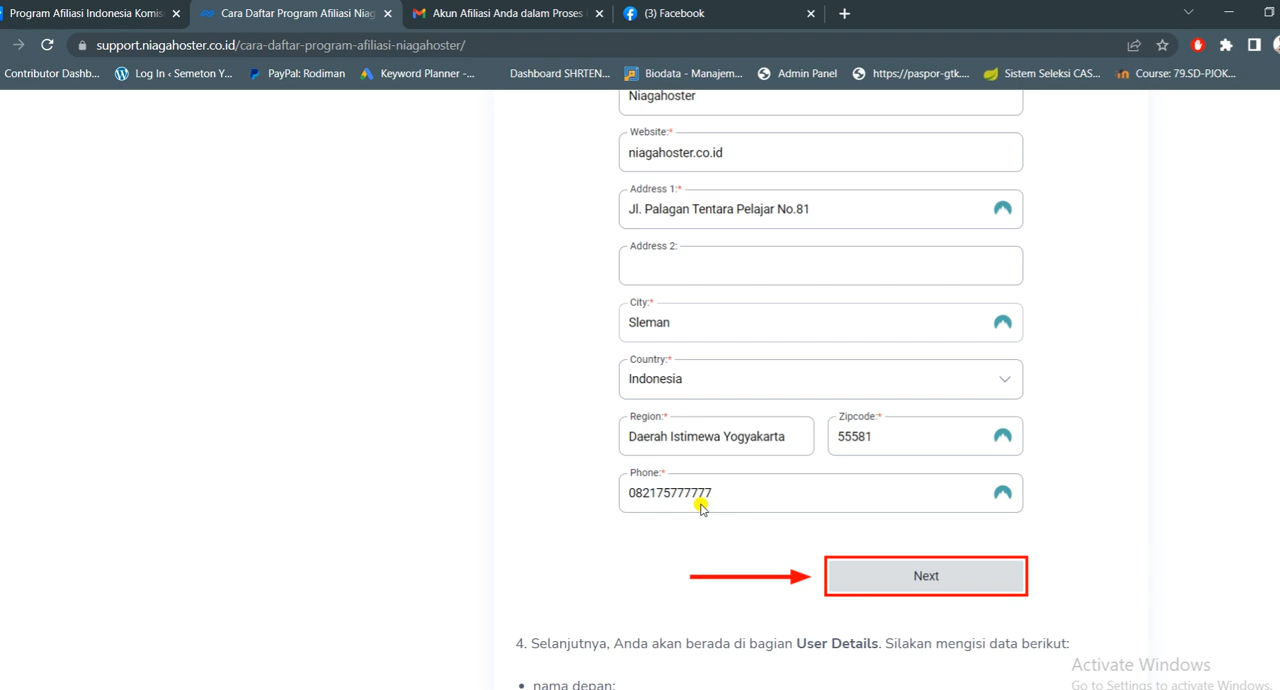 Program Afiliasi Indonesia Komis
Cara Daftar Program Afiliasi Niag
Akun Afiliasi Anda dalam Proses
(3) Facebook
support.niagahoster.co.id/cara-daftar-program-afiliasi-niagahoster/
Contributor Dashb...
Log In ‹ Semeton Y...
PayPal: Rodiman
Keyword Planner -...
Dashboard SHRTEN...
Biodata - Manajem...
Admin Panel
https://paspor-gtk....
Sistem Seleksi CAS...
Course: 79.SD-PJOK...
Niagahoster
Website:*
niagahoster.co.id
Address 1:*
Jl. Palagan Tentara Pelajar No.81
Address 2:
City:*
Sleman
Country:*
Indonesia
Region:*
Daerah Istimewa Yogyakarta
Zipcode:*
55581
Phone:*
082175777777
Next
4. Selanjutnya, Anda akan berada di bagian User Details. Silakan mengisi data berikut:
• nama depan;
Activate Windows
Go to Settings to activate Windows.